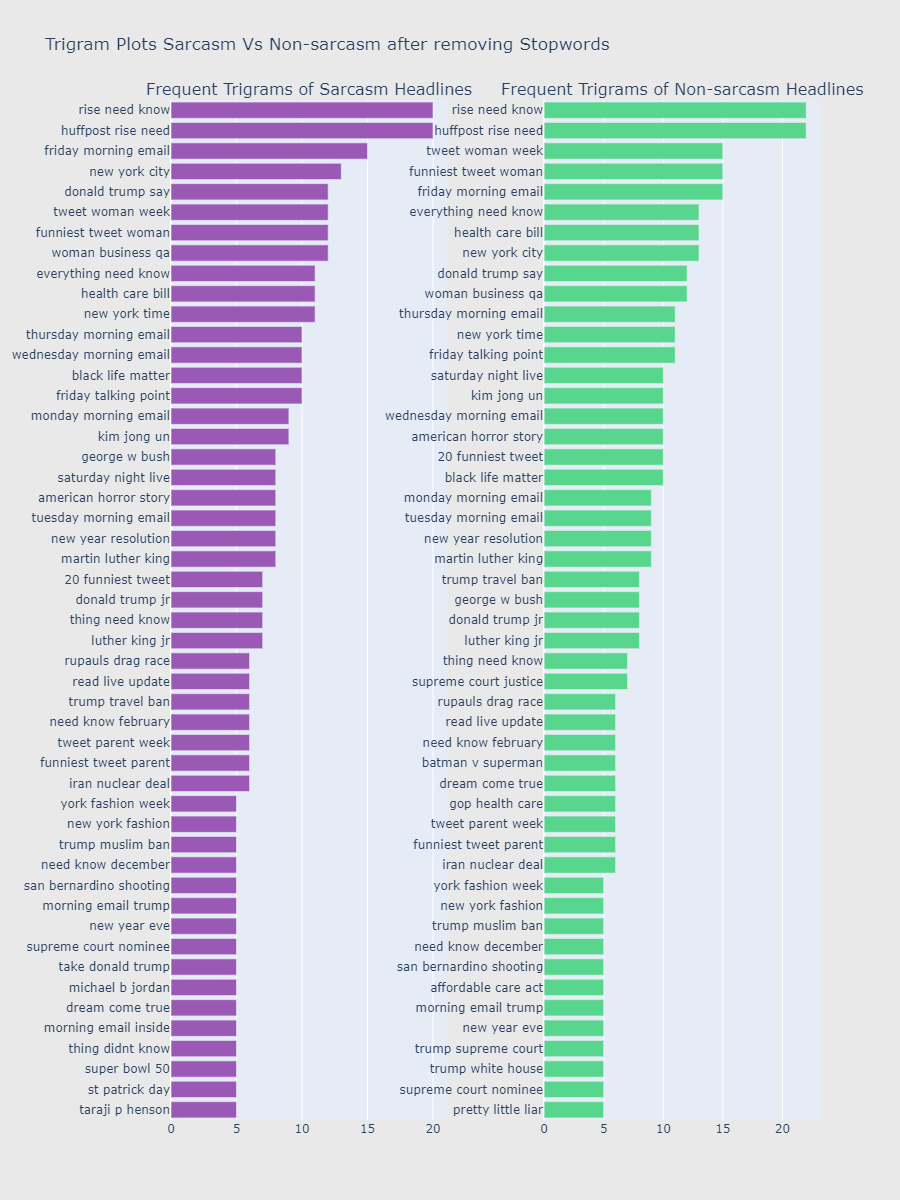 Trigram Plots Sarcasm Vs Non-sarcasm after removing Stopwords
Frequent Trigrams of Sarcasm Headlines
rise need know
huffpost rise need
friday morning email
new york city
donald trump say
tweet woman week
funniest tweet woman
woman business qa
everything need know
health care bill
new york time
thursday morning email
wednesday morning email
black life matter
friday talking point
monday morning email
kim jong un
george w bush
saturday night live
american horror story
tuesday morning email
new year resolution
martin luther king
20 funniest tweet
donald trump jr
thing need know
luther king jr
rupauls drag race
read live update
trump travel ban
need know february
tweet parent week
funniest tweet parent
iran nuclear deal
york fashion week
new york fashion
trump muslim ban
need know december
san bernardino shooting
morning email trump
new year eve
supreme court nominee
take donald trump
michael b jordan
dream come true
morning email inside
thing didnt know
super bowl 50
st patrick day
taraji p henson
0 5 10 15 20
Frequent Trigrams of Non-sarcasm Headlines
rise need know
huffpost rise need
tweet woman week
funniest tweet woman
friday morning email
everything need know
health care bill
new york city
donald trump say
woman business qa
thursday morning email
new york time
friday talking point
saturday night live
kim jong un
wednesday morning email
american horror story
20 funniest tweet
black life matter
monday morning email
tuesday morning email
new year resolution
martin luther king
trump travel ban
george w bush
donald trump jr
luther king jr
thing need know
supreme court justice
rupauls drag race
read live update
need know february
batman v superman
dream come true
gop health care
tweet parent week
funniest tweet parent
iran nuclear deal
york fashion week
new york fashion
trump muslim ban
need know december
san bernardino shooting
affordable care act
morning email trump
new year eve
trump supreme court
trump white house
supreme court nominee
pretty little liar
0 5 10 15 20